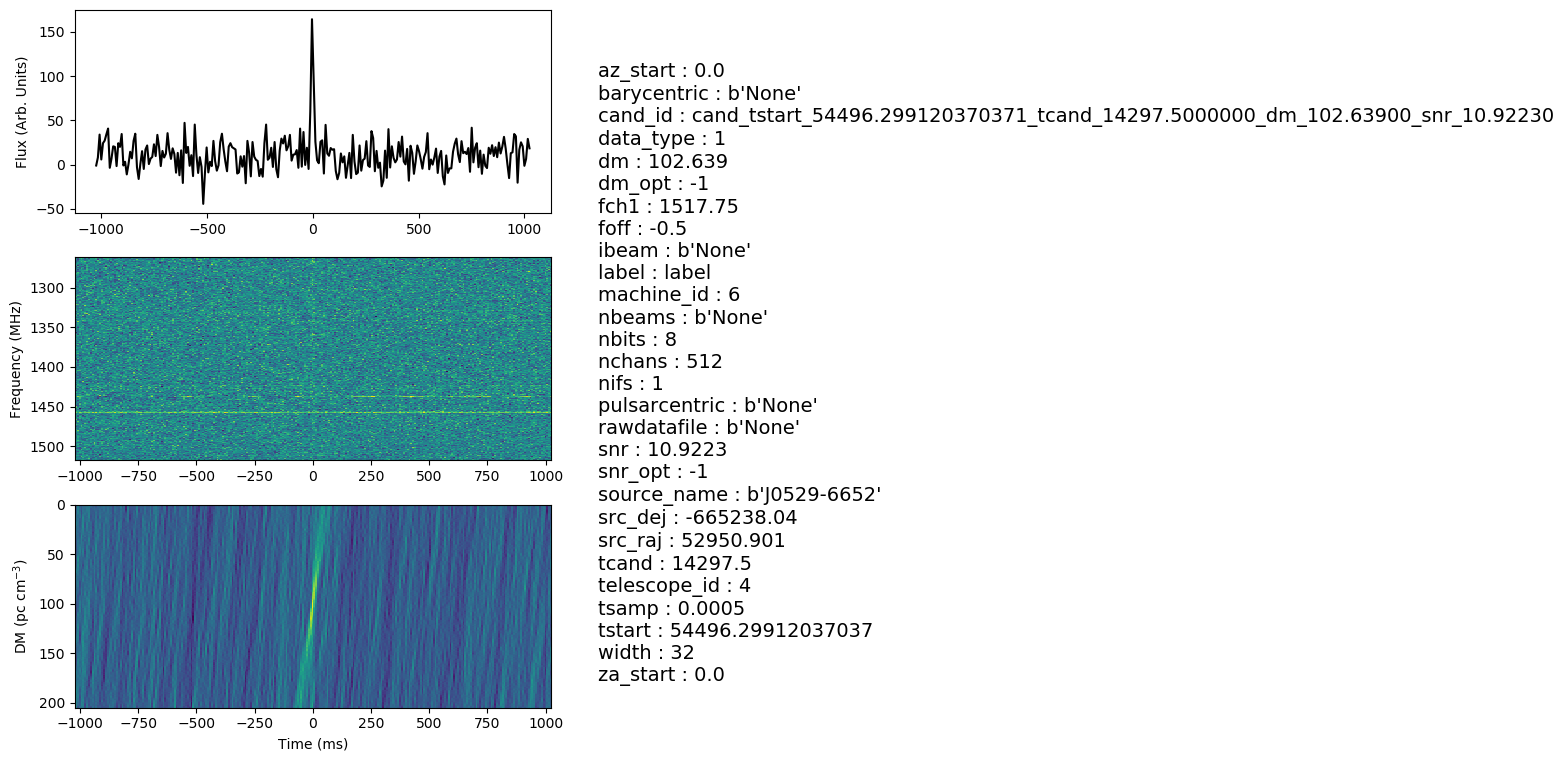 150
100
50
0
−50
Flux (Arb. Units)
−1000
−500
0
500
1000
1300
1350
1400
1450
1500
Frequency (MHz)
−1000
−750
−500
−250
0
250
500
750
1000
0
50
100
150
200
DM (pc cm⁻³)
−1000
−750
−500
−250
0
250
500
750
1000
Time (ms)
az_start : 0.0
barycentric : b'None'
cand_id : cand_tstart_54496.299120370371_tcand_14297.5000000_dm_102.63900_snr_10.92230
data_type : 1
dm : 102.639
dm_opt : -1
fch1 : 1517.75
foff : -0.5
ibeam : b'None'
label : label
machine_id : 6
nbeams : b'None'
nbits : 8
nchans : 512
nifs : 1
pulsarcentric : b'None'
rawdatafile : b'None'
snr : 10.9223
snr_opt : -1
source_name : b'J0529-6652'
src_dej : -665238.04
src_raj : 52950.901
tcand : 14297.5
telescope_id : 4
tsamp : 0.0005
tstart : 54496.29912037037
width : 32
za_start : 0.0